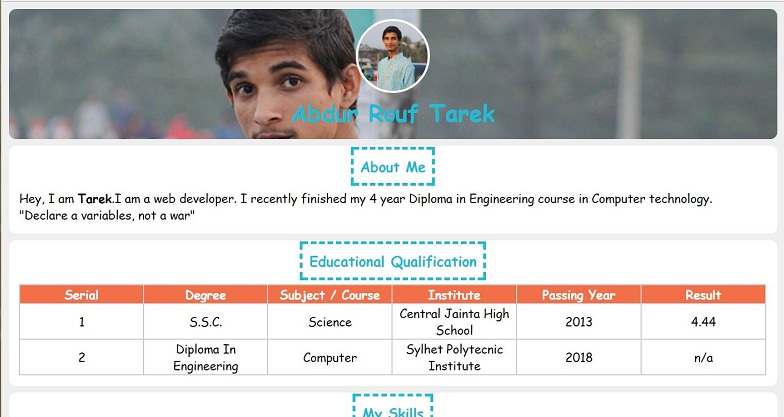 Abdur Rouf Tarek
About Me
Hey, I am Tarek.I am a web developer. I recently finished my 4 year Diploma in Engineering course in Computer technology.
"Declare a variables, not a war"
Educational Qualification
Serial Degree Subject / Course Institute Passing Year Result
1 S.S.C. Science Central Jainta High School 2013 4.44
2 Diploma In Engineering Computer Sylhet Polytecnic Institute 2018 n/a
My Skills